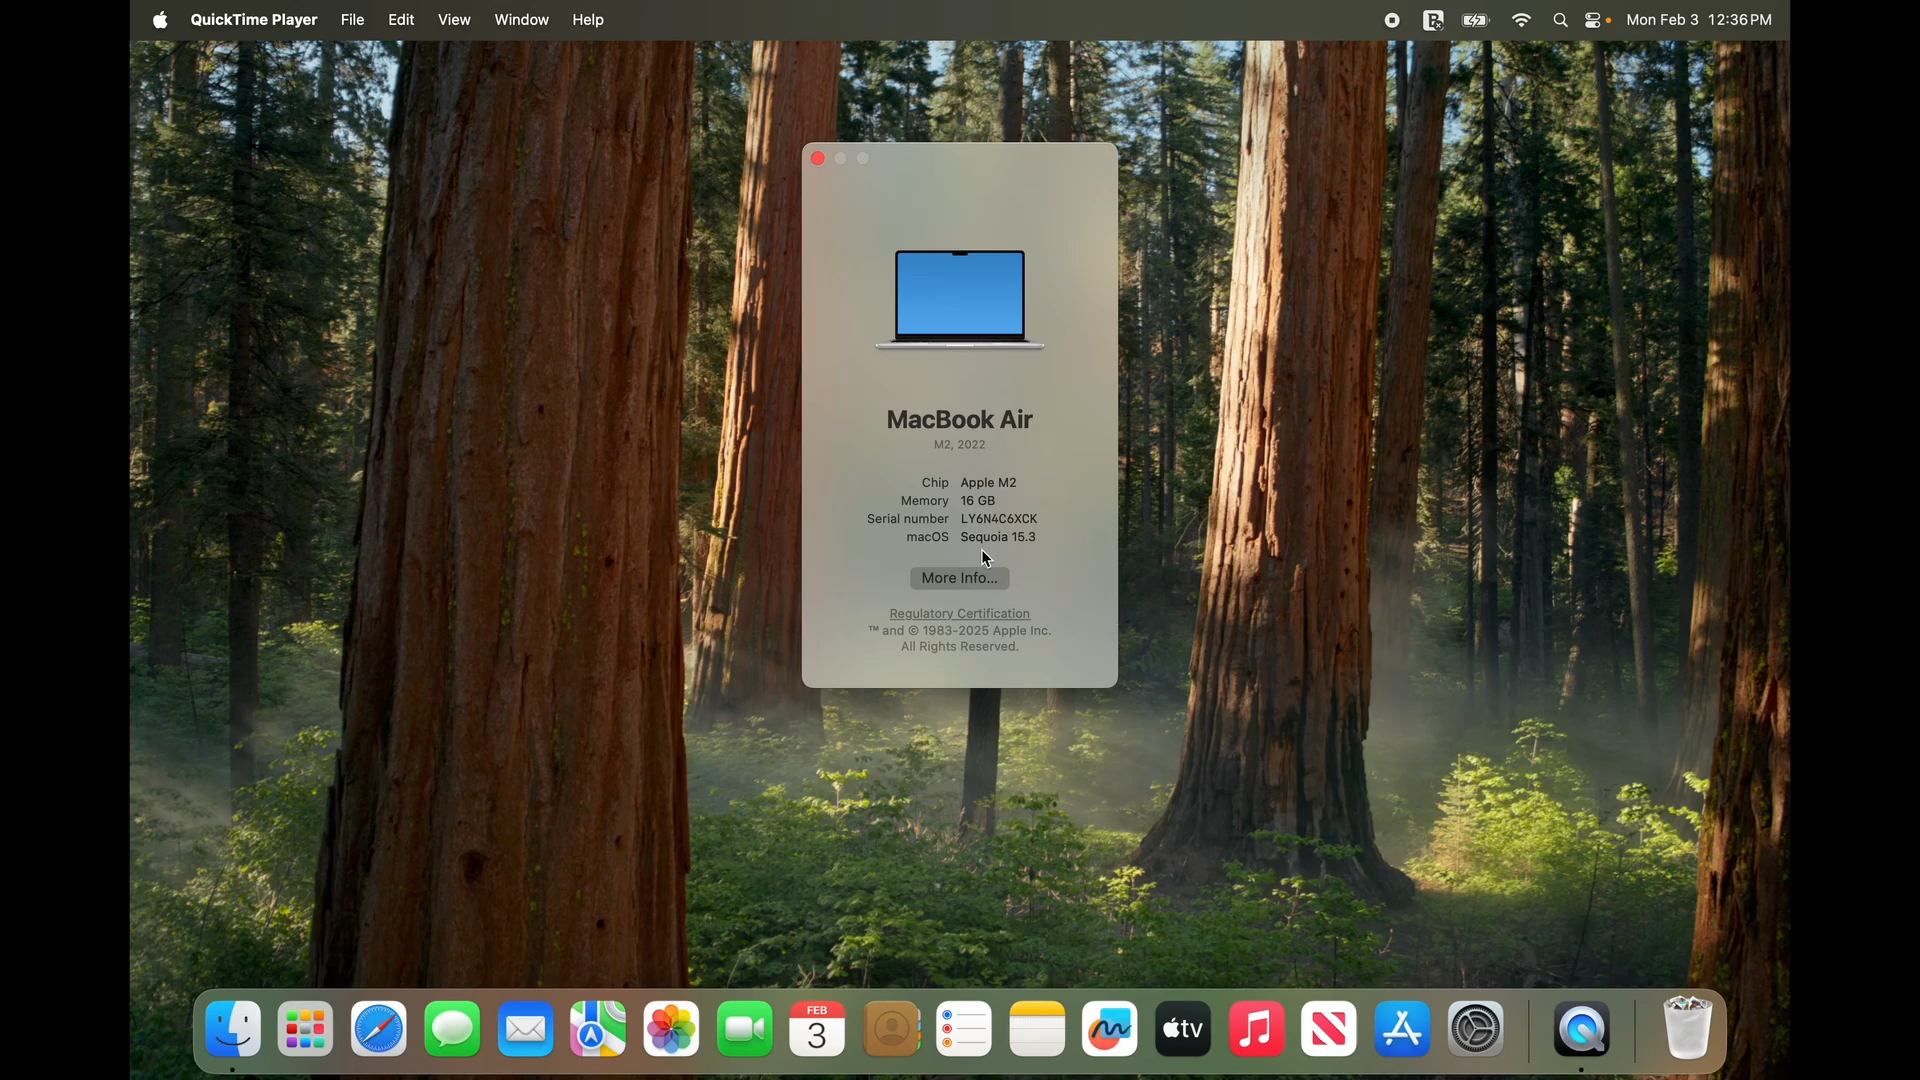 QuickTime Player File Edit View Window Help Mon Feb 3 12:36 PM
MacBook Air
M2, 2022
Chip Apple M2
Memory 16 GB
Serial number LY6N4C6XCK
macOS Sequoia 15.3
More Info...
Regulatory Certification
™ and © 1983-2025 Apple Inc.
All Rights Reserved.
FEB
3
tv